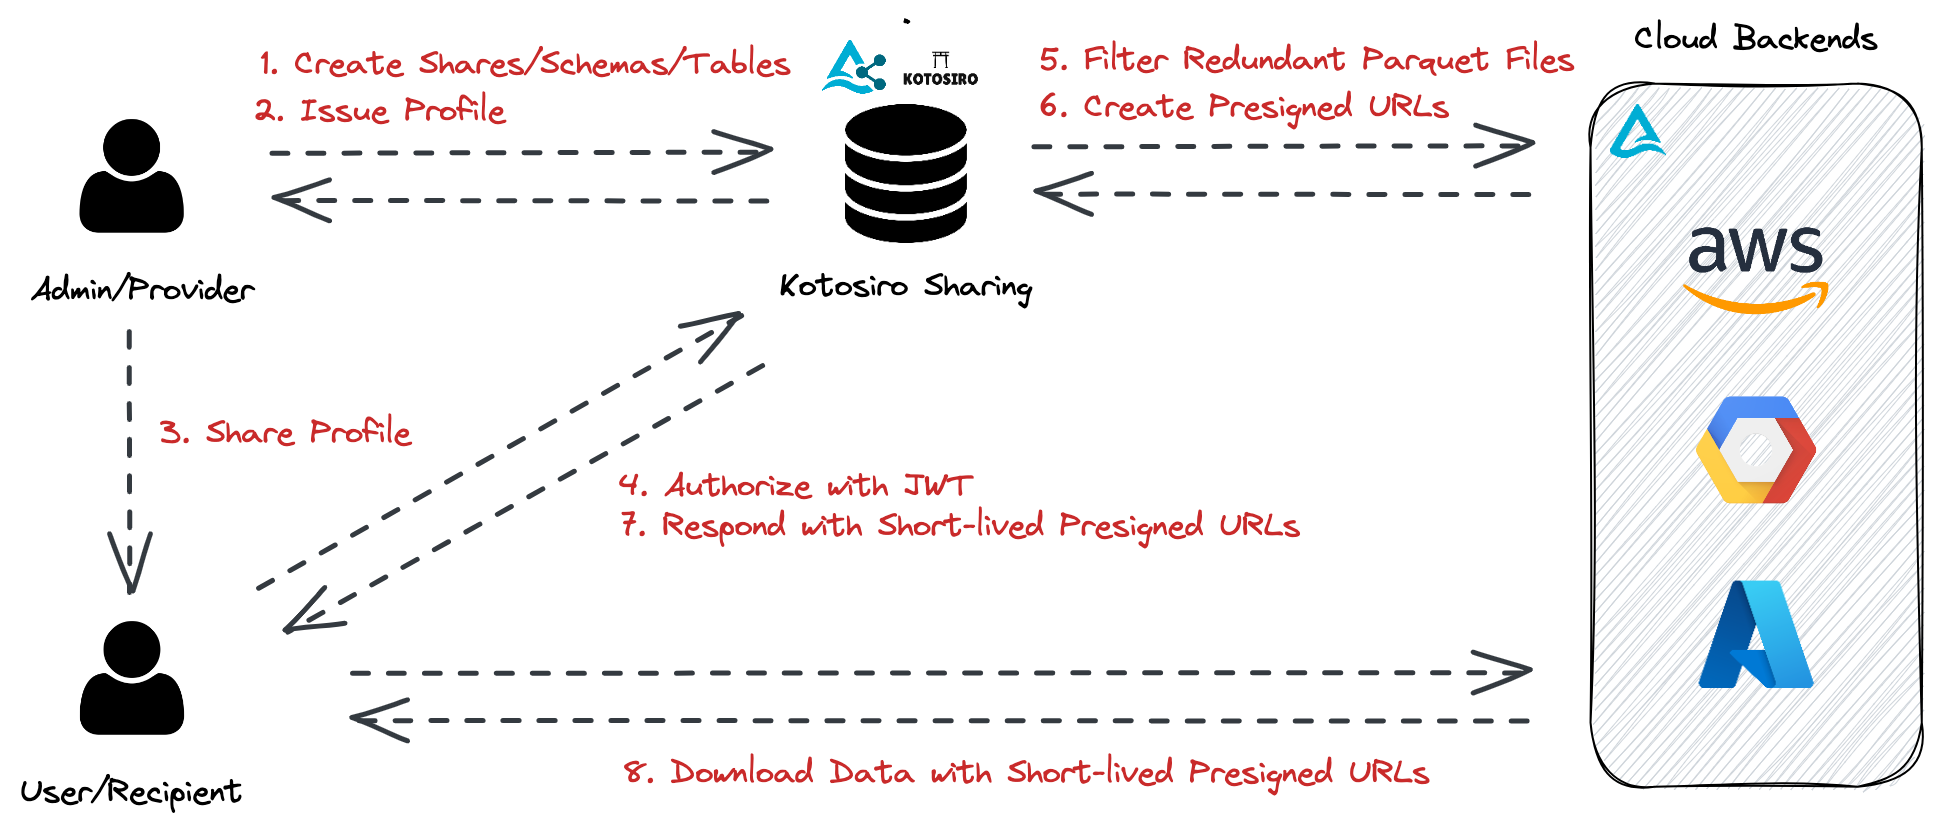 1. Create Shares/Schemas/Tables
2. Issue Profile
KOTOSIRO
5. Filter Redundant Parquet Files
6. Create Presigned URLs
Cloud Backends
aws
Admin/Provider
Kotosiro Sharing
3. Share Profile
4. Authorize with JWT
7. Respond with Short-lived Presigned URLs
8. Download Data with Short-lived Presigned URLs
User/Recipient